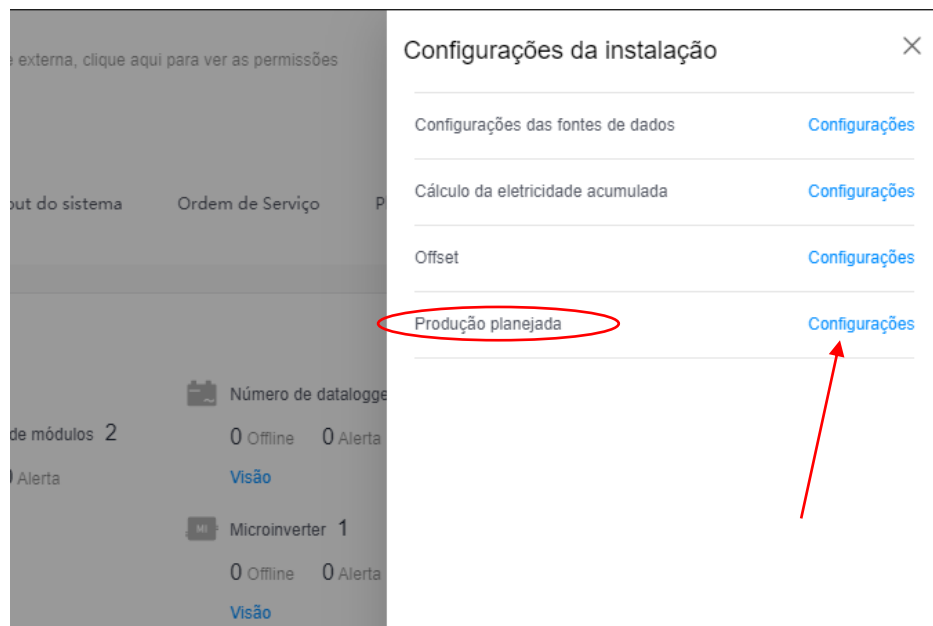 Configurações da instalação
e externa, clique aqui para ver as permissões
Configurações das fontes de dados Configurações
Cálculo da eletricidade acumulada Configurações
out do sistema Ordem de Serviço P
Offset Configurações
Produção planejada Configurações
Número de datalogge
de módulos 2
0 Offline 0 Alerta
0 Alerta
Visão
MI
Microinverter 1
0 Offline 0 Alerta
Visão